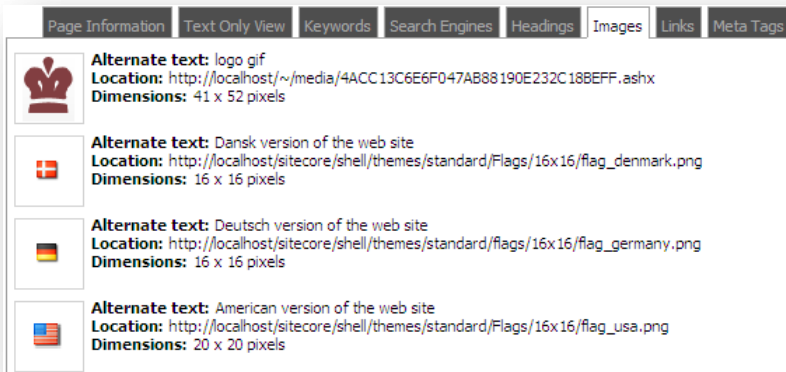 Page Information Text Only View Keywords Search Engines Headings Images Links Meta Tags
Alternate text: logo gif
Location: http://localhost/~/media/4ACC13C6E6F047AB88190E232C18BEFF.ashx
Dimensions: 41 x 52 pixels
Alternate text: Dansk version of the web site
Location: http://localhost/sitecore/shell/themes/standard/Flags/16x16/flag_denmark.png
Dimensions: 16 x 16 pixels
Alternate text: Deutsch version of the web site
Location: http://localhost/sitecore/shell/themes/standard/flags/16x16/flag_germany.png
Dimensions: 16 x 16 pixels
Alternate text: American version of the web site
Location: http://localhost/sitecore/shell/themes/standard/Flags/16x16/flag_usa.png
Dimensions: 20 x 20 pixels